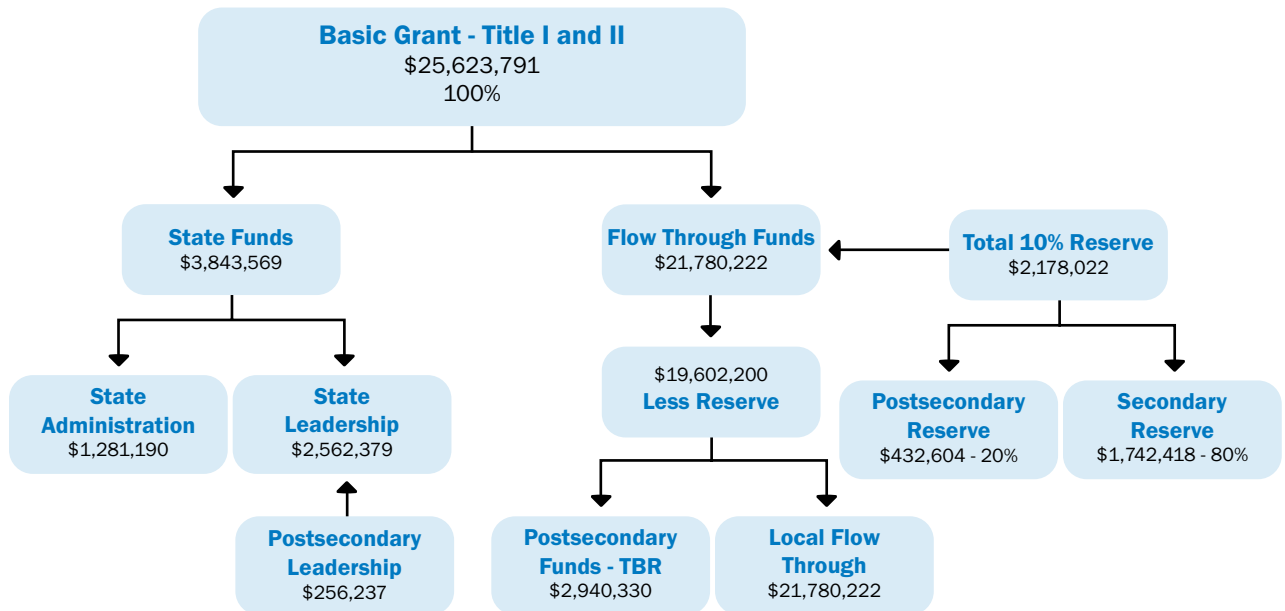 Basic Grant - Title I and II
$25,623,791
100%
State Funds
$3,843,569
Flow Through Funds
$21,780,222
Total 10% Reserve
$2,178,022
State
Administration
$1,281,190
State
Leadership
$2,562,379
$19,602,200
Less Reserve
Postsecondary
Reserve
$432,604 - 20%
Secondary
Reserve
$1,742,418 - 80%
Postsecondary
Leadership
$256,237
Postsecondary
Funds - TBR
$2,940,330
Local Flow
Through
$21,780,222